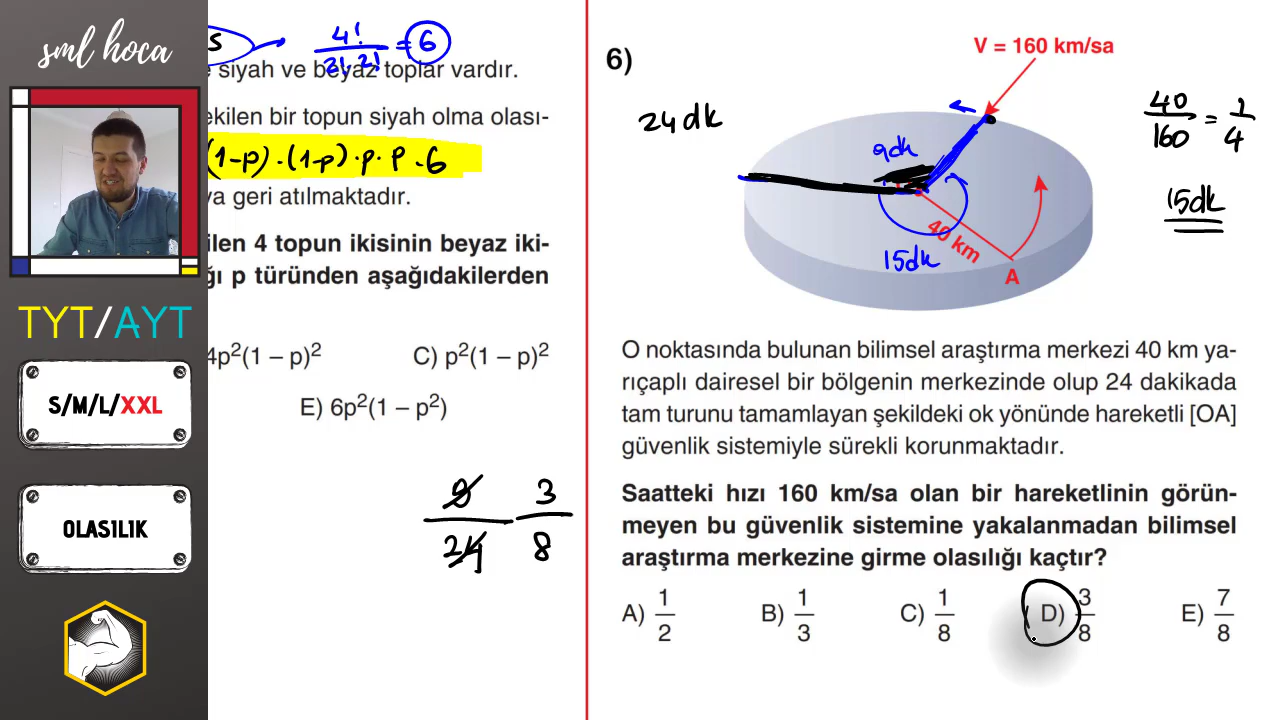 sml hoca
TYT/AYT
S/M/L/XXL
OLASILIK
S 4!/2!.2! = 6
e siyah ve beyaz toplar vardır.
ekilen bir topun siyah olma olası-
(1-p).(1-p).p.p.6
ya geri atılmaktadır.
ilen 4 topun ikisinin beyaz iki-
ğı p türünden aşağıdakilerden
4p²(1 – p)² C) p²(1 – p)²
E) 6p²(1 – p²)
9/24 3/8
6)
V = 160 km/sa
24 dk
40/160 = 1/4
15dk
9dk
40 km
15dk
A
O noktasında bulunan bilimsel araştırma merkezi 40 km ya-
rıçaplı dairesel bir bölgenin merkezinde olup 24 dakikada
tam turunu tamamlayan şekildeki ok yönünde hareketli [OA]
güvenlik sistemiyle sürekli korunmaktadır.
Saatteki hızı 160 km/sa olan bir hareketlinin görün-
meyen bu güvenlik sistemine yakalanmadan bilimsel
araştırma merkezine girme olasılığı kaçtır?
A) 1/2 B) 1/3 C) 1/8 D) 3/8 E) 7/8